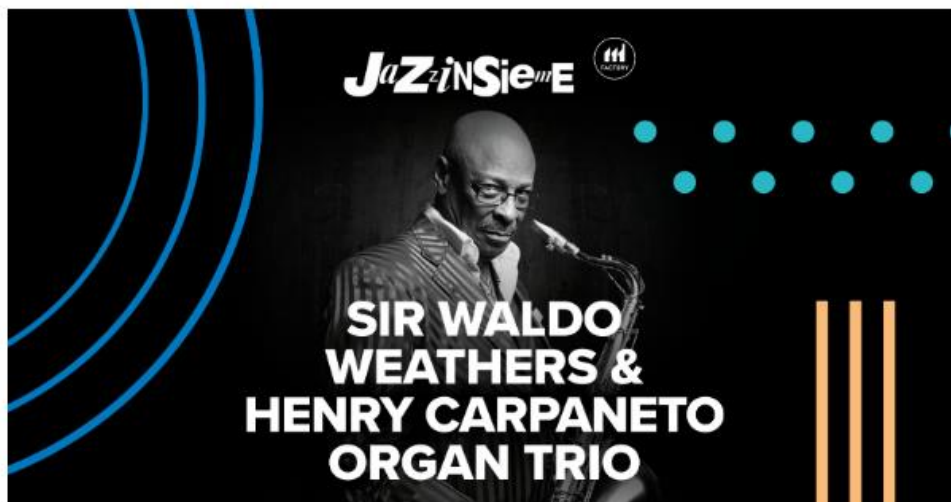 JaZziNSiemE
FACTORY
SIR WALDO
WEATHERS &
HENRY CARPANETO
ORGAN TRIO